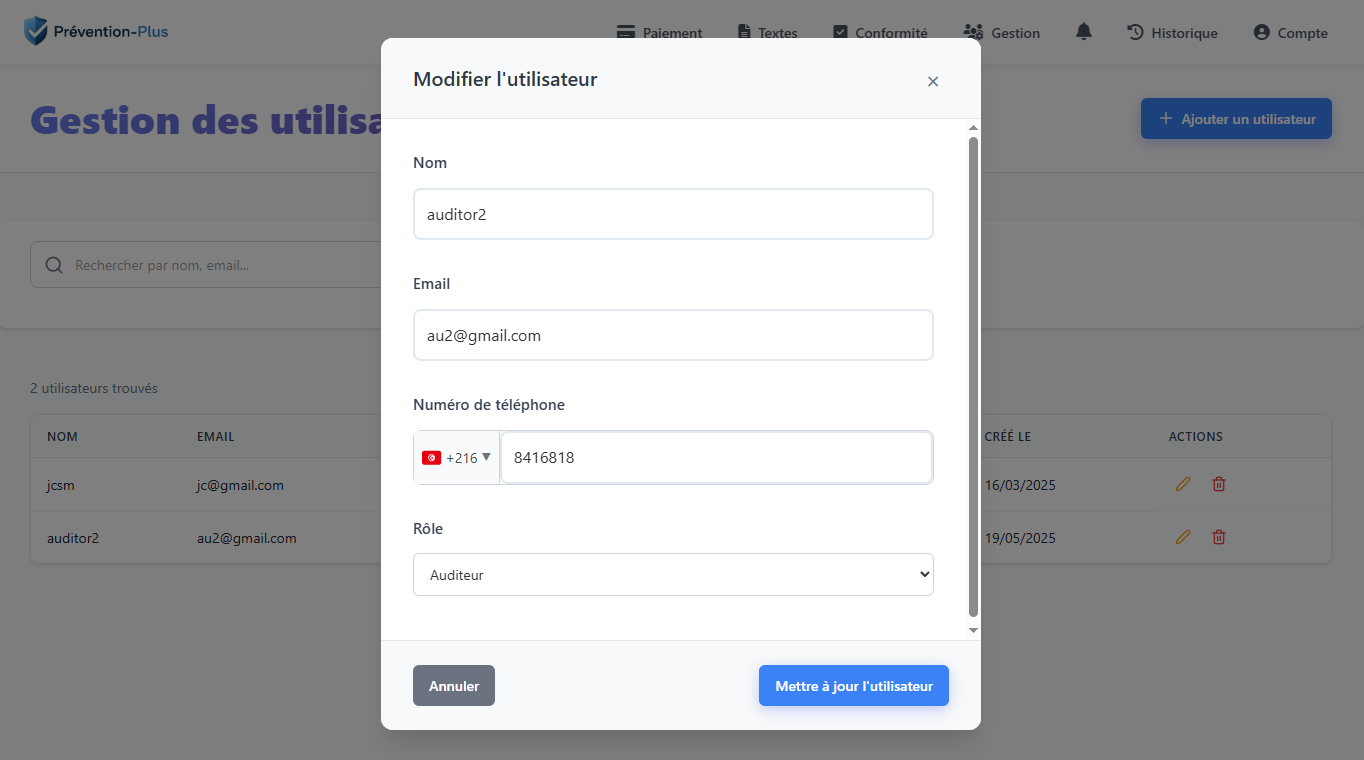 Prévention-Plus
Paiement
Textes
Conformité
Gestion
Historique
Compte
Modifier l'utilisateur
×
Gestion des utilisa
+ Ajouter un utilisateur
Nom
auditor2
Rechercher par nom, email...
Email
au2@gmail.com
2 utilisateurs trouvés
Numéro de téléphone
+216 ▼ 8416818
NOM EMAIL CRÉÉ LE ACTIONS
jcsm jc@gmail.com 16/03/2025
auditor2 au2@gmail.com 19/05/2025
Rôle
Auditeur
Annuler
Mettre à jour l'utilisateur